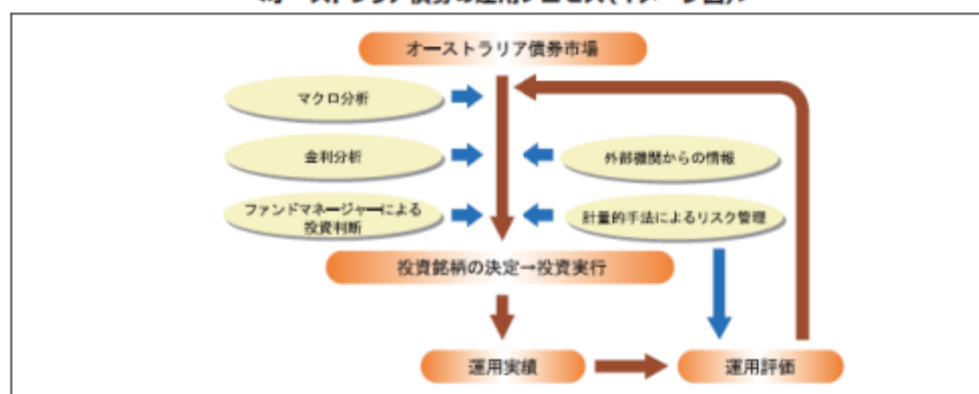 オーストラリア債券市場
マクロ分析
金利分析
外部機関からの情報
ファンドマネージャーによる
投資判断
計量的手法によるリスク管理
投資銘柄の決定→投資実行
運用実績
運用評価